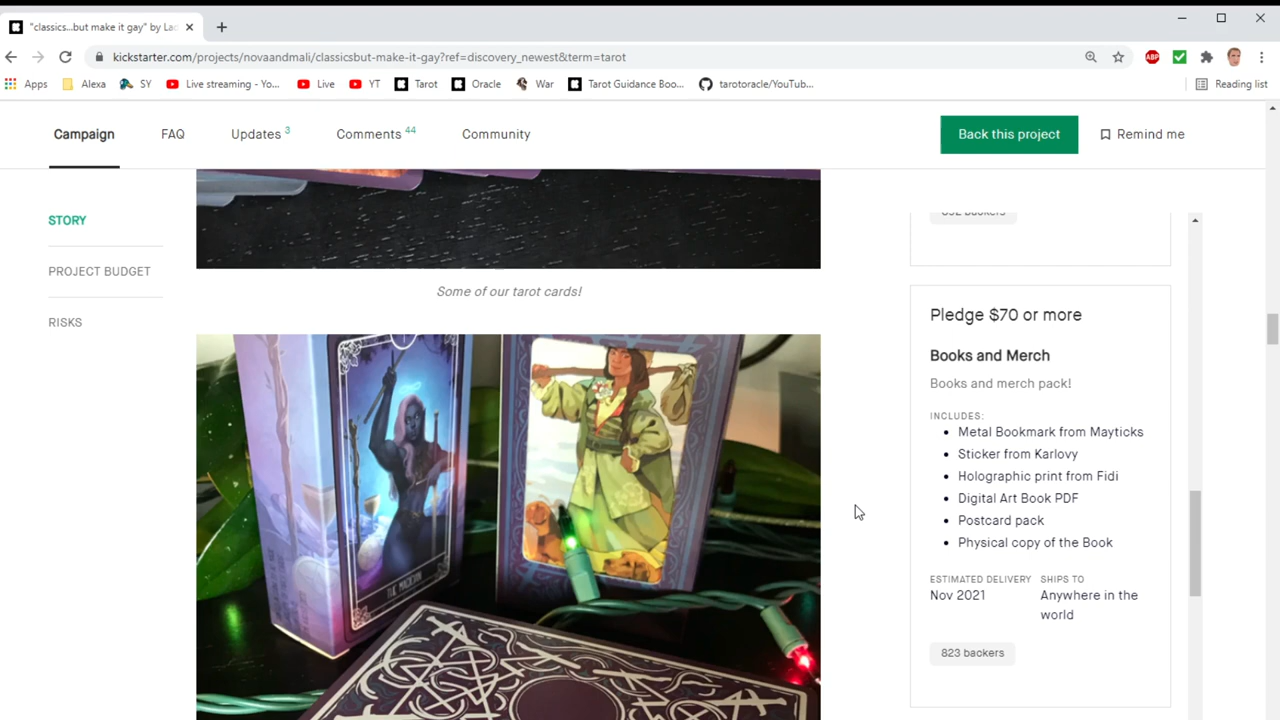 "classics...but make it gay" by Lad
kickstarter.com/projects/novaandmali/classicsbut-make-it-gay?ref=discovery_newest&term=tarot
ABP
Apps Alexa SY Live streaming - Yo... Live YT Tarot Oracle War Tarot Guidance Boo... tarotoracle/YouTub... Reading list
Campaign FAQ Updates 3 Comments 44 Community Back this project Remind me
STORY
PROJECT BUDGET
RISKS
Some of our tarot cards!
THE MAGICIAN
backers
Pledge $70 or more
Books and Merch
Books and merch pack!
INCLUDES:
• Metal Bookmark from Mayticks
• Sticker from Karlovy
• Holographic print from Fidi
• Digital Art Book PDF
• Postcard pack
• Physical copy of the Book
ESTIMATED DELIVERY SHIPS TO
Nov 2021 Anywhere in the
world
823 backers